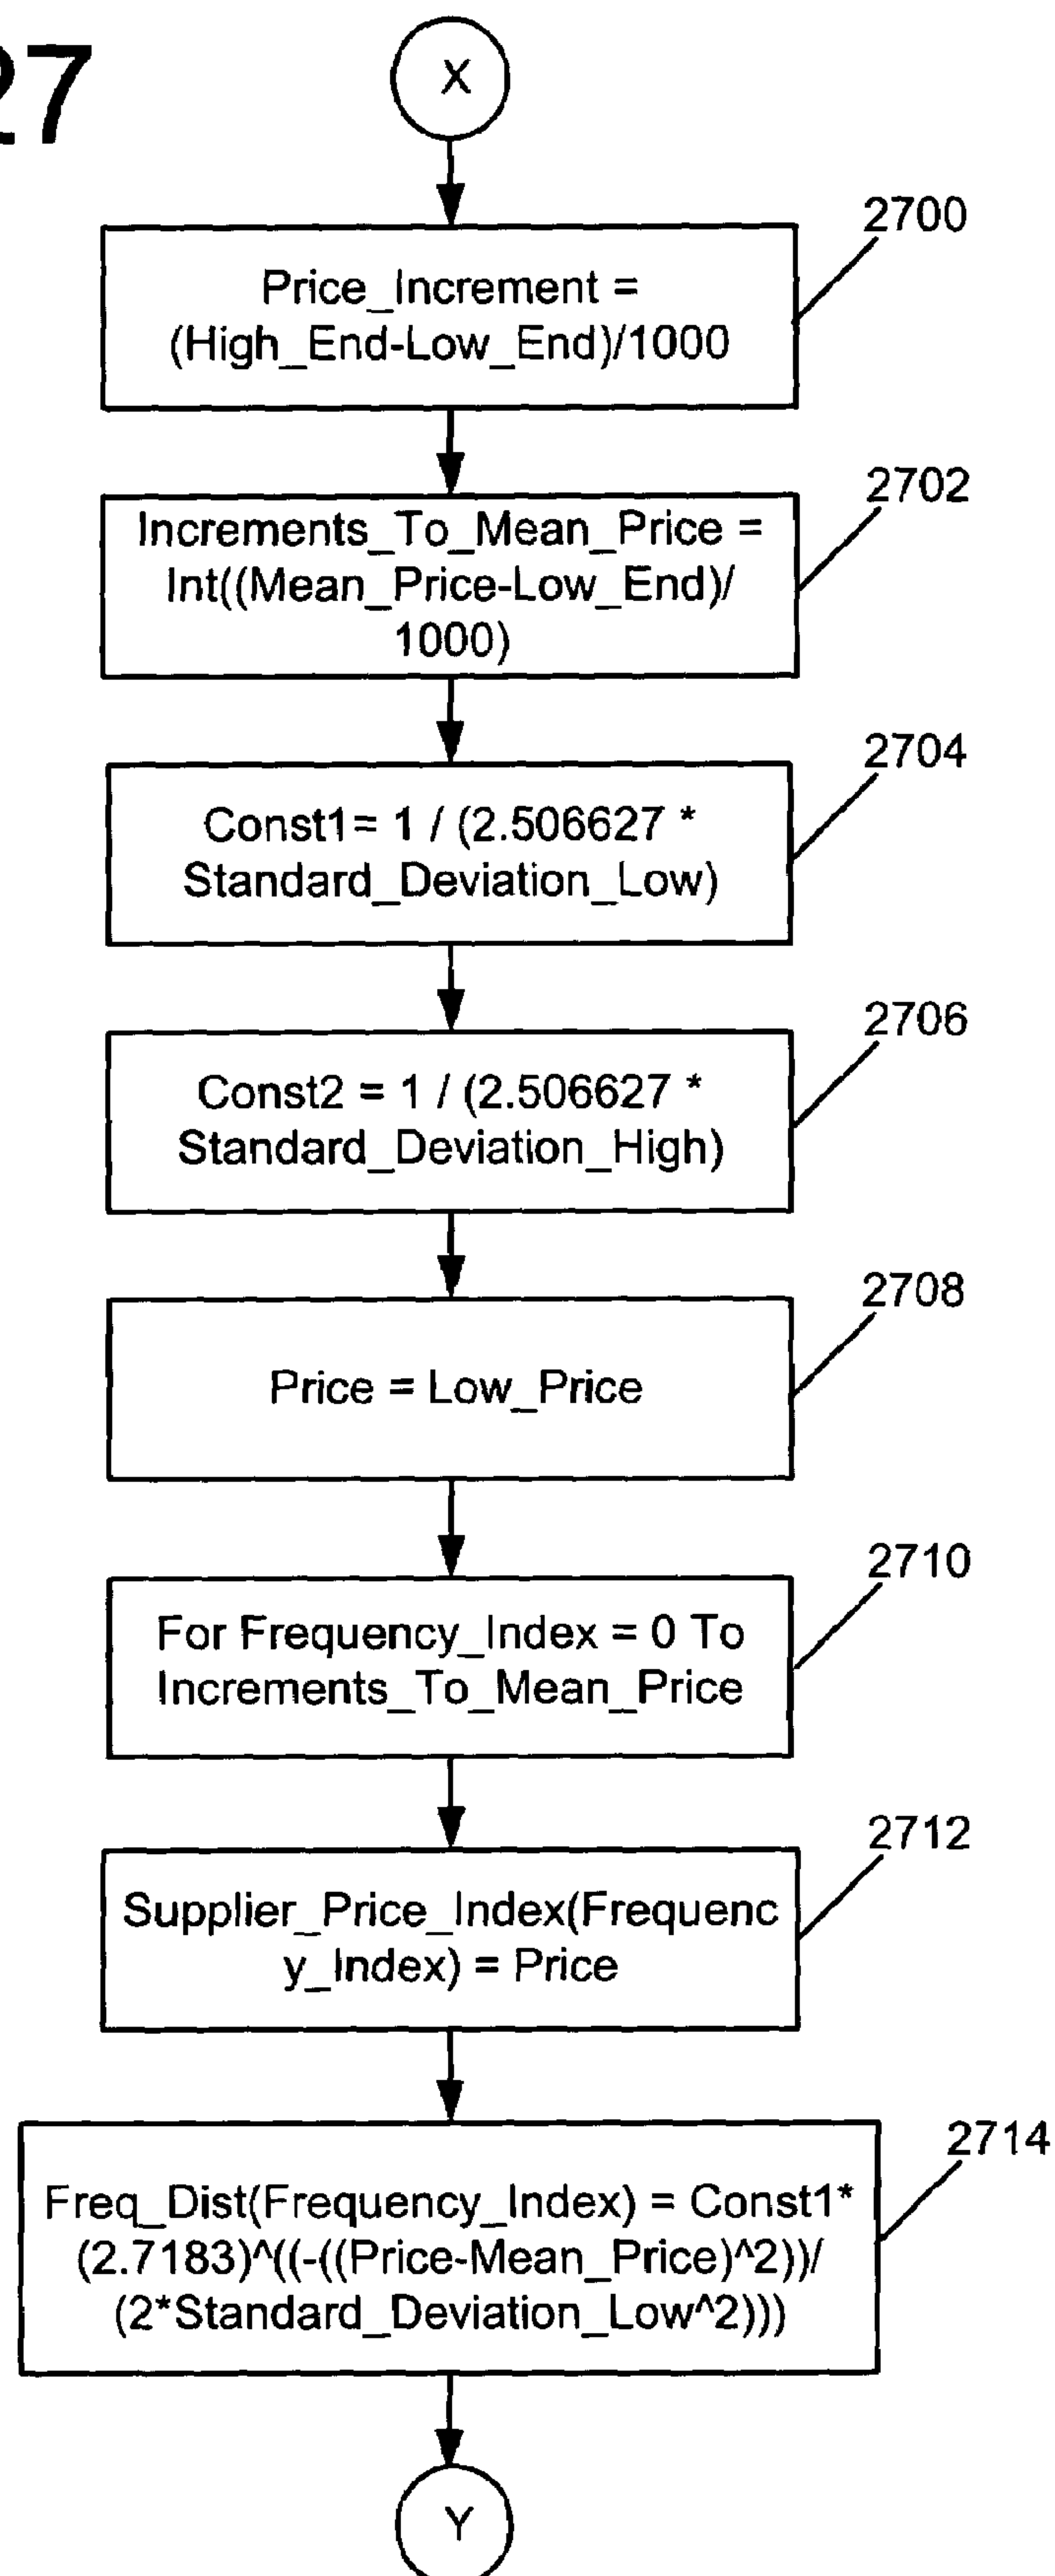 27
X
2700
Price_Increment =
(High_End-Low_End)/1000
2702
Increments_To_Mean_Price =
Int((Mean_Price-Low_End)/
1000)
2704
Const1= 1 / (2.506627 *
Standard_Deviation_Low)
2706
Const2 = 1 / (2.506627 *
Standard_Deviation_High)
2708
Price = Low_Price
2710
For Frequency_Index = 0 To
Increments_To_Mean_Price
2712
Supplier_Price_Index(Frequenc
y_Index) = Price
2714
Freq_Dist(Frequency_Index) = Const1*
(2.7183)^((-((Price-Mean_Price)^2))/
(2*Standard_Deviation_Low^2)))
Y